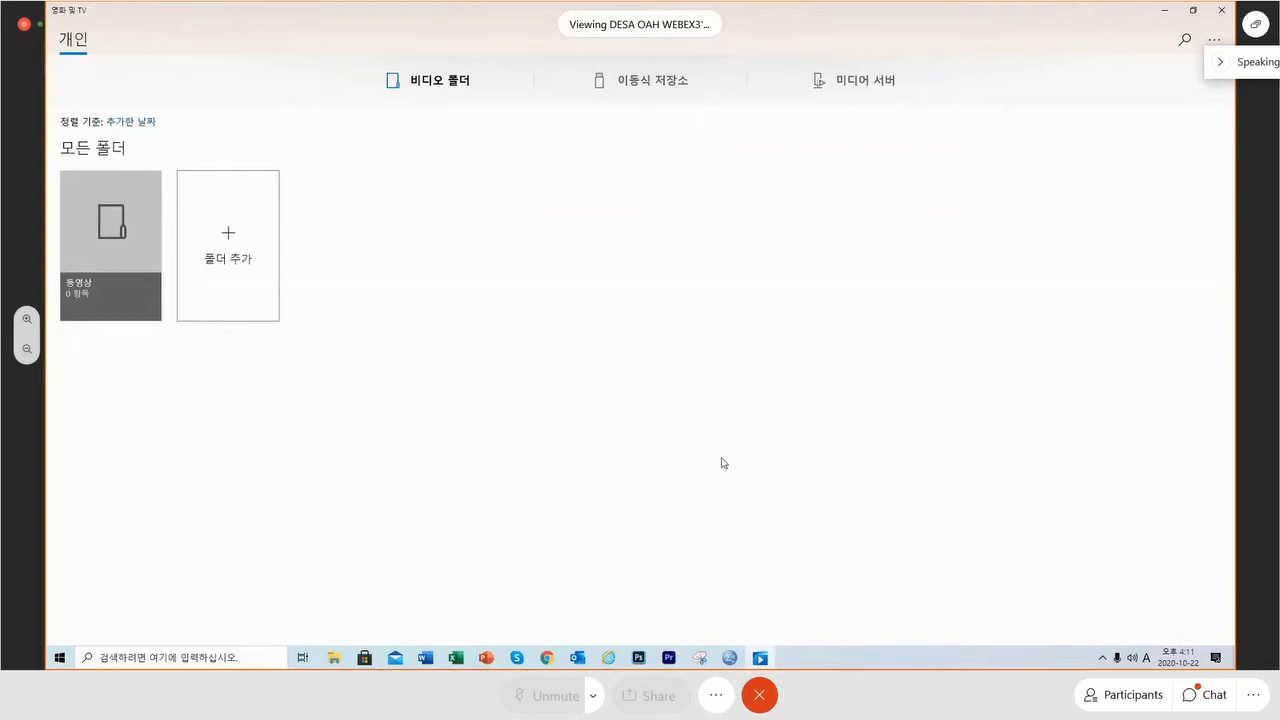 영화 및 TV
Viewing DESA OAH WEBEX3'...
개인
Speaking
비디오 폴더
이동식 저장소
미디어 서버
정렬 기준: 추가한 날짜
모든 폴더
폴더 추가
동영상
0 항목
검색하려면 여기에 입력하십시오.
A
오후 4:11
2020-10-22
Unmute
Share
Participants
Chat